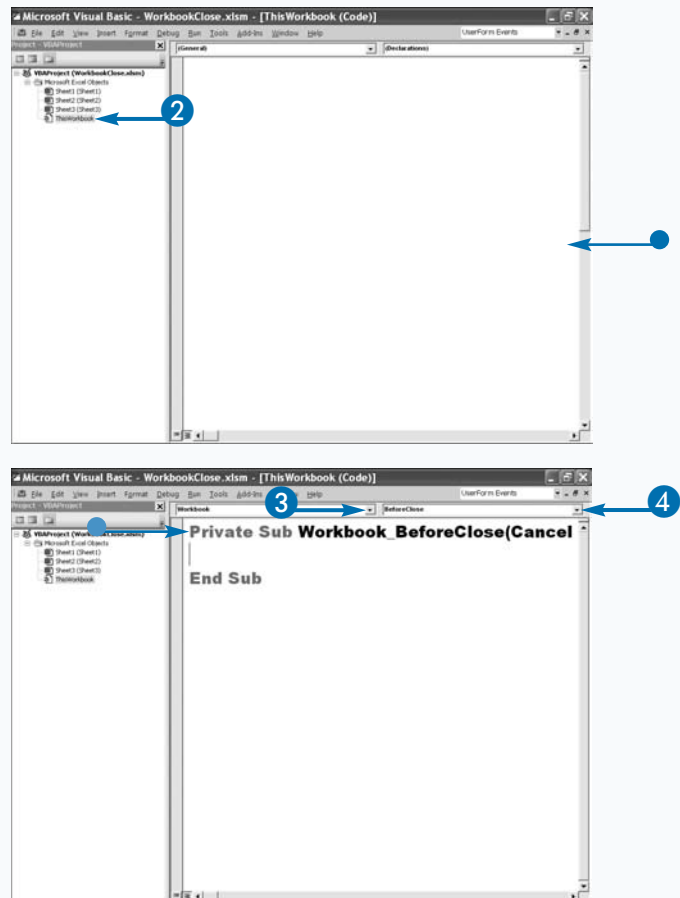 Microsoft Visual Basic - WorkbookClose.xlsm - [ThisWorkbook (Code)]
File Edit View Insert Format Debug Run Tools Add-Ins Window Help
UserForm Events
Project - VBAProject
(General)
(Declarations)
VBAProject (WorkbookClose.xlsm)
Microsoft Excel Objects
Sheet1 (Sheet1)
Sheet2 (Sheet2)
Sheet3 (Sheet3)
ThisWorkbook
2
Microsoft Visual Basic - WorkbookClose.xlsm - [ThisWorkbook (Code)]
File Edit View Insert Format Debug Run Tools Add-Ins Window Help
UserForm Events
Project - VBAProject
Workbook
3
BeforeClose
4
VBAProject (WorkbookClose.xlsm)
Microsoft Excel Objects
Sheet1 (Sheet1)
Sheet2 (Sheet2)
Sheet3 (Sheet3)
ThisWorkbook
Private Sub Workbook_BeforeClose(Cancel
End Sub